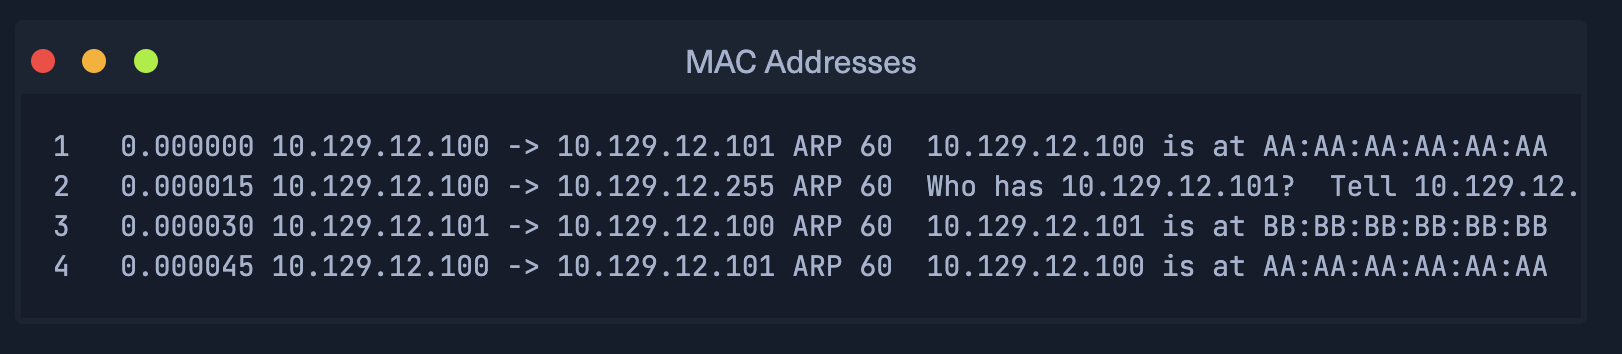 MAC Addresses
1   0.000000 10.129.12.100 -> 10.129.12.101 ARP 60  10.129.12.100 is at AA:AA:AA:AA:AA:AA
2   0.000015 10.129.12.100 -> 10.129.12.255 ARP 60  Who has 10.129.12.101?  Tell 10.129.12.
3   0.000030 10.129.12.101 -> 10.129.12.100 ARP 60  10.129.12.101 is at BB:BB:BB:BB:BB:BB
4   0.000045 10.129.12.100 -> 10.129.12.101 ARP 60  10.129.12.100 is at AA:AA:AA:AA:AA:AA